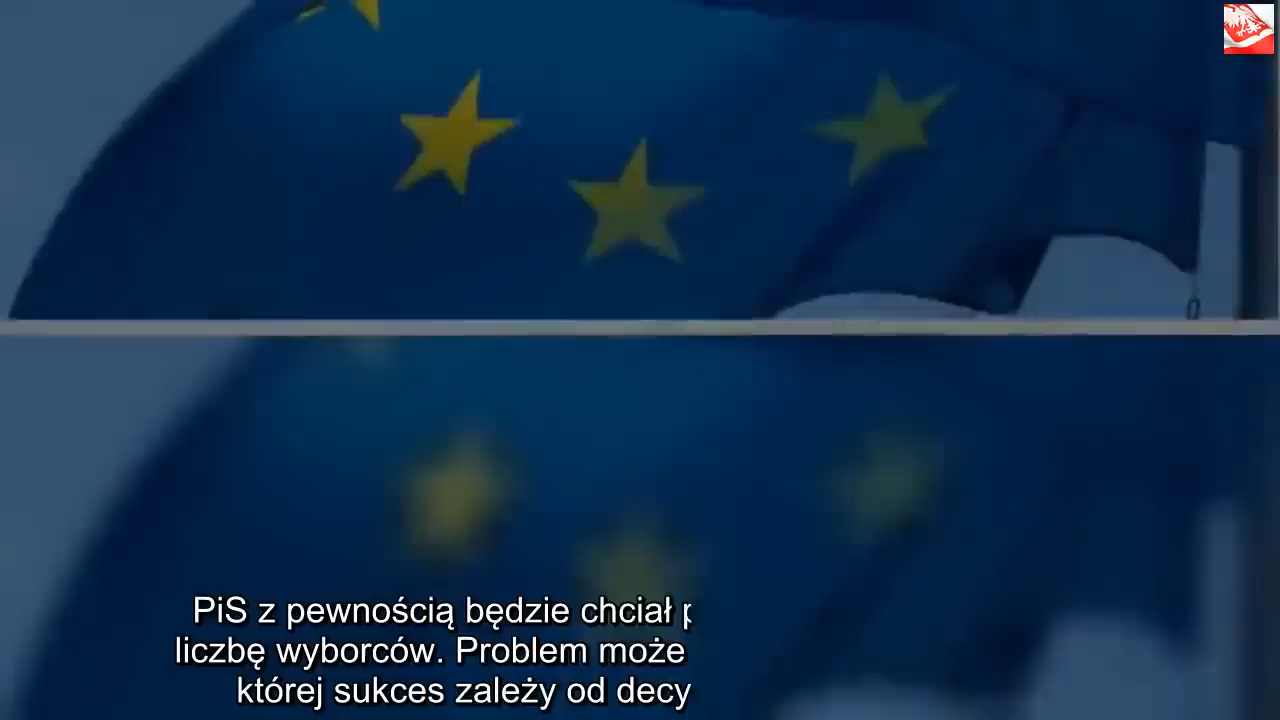 PiS z pewnością będzie chciał
liczbę wyborców. Problem może
której sukces zależy od decy